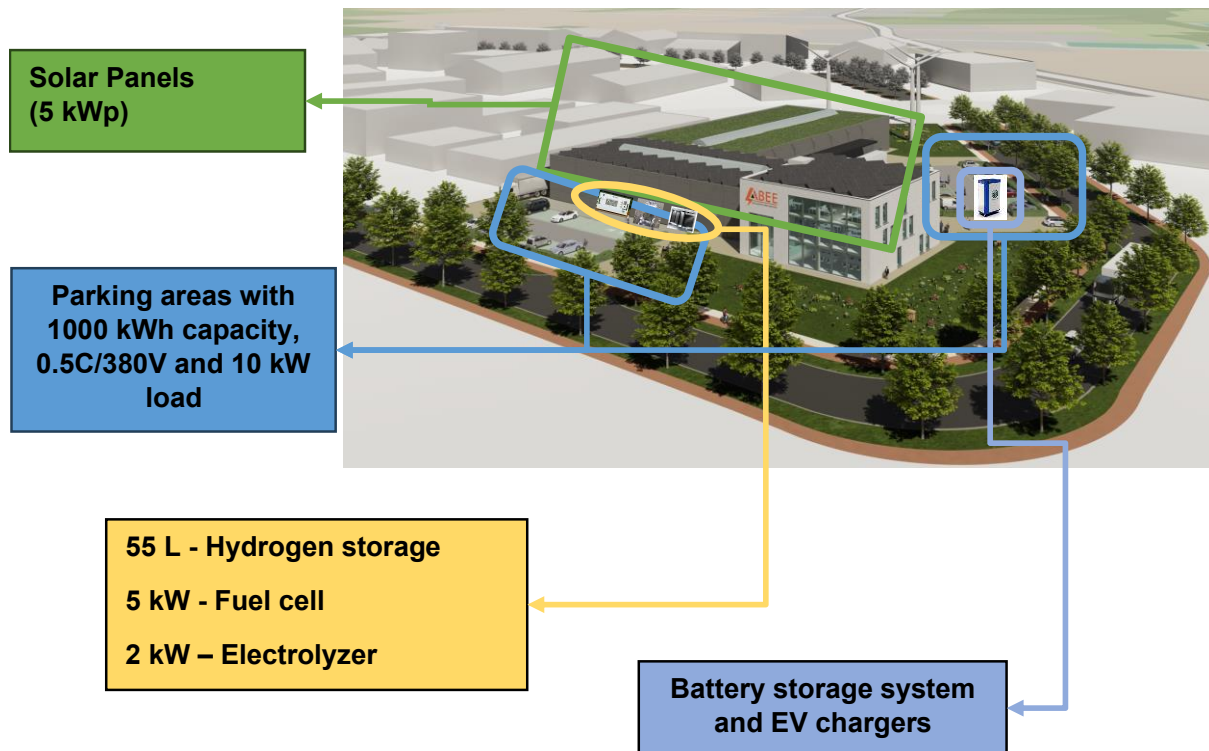 Solar Panels
(5 kWp)
ABEE
Parking areas with
1000 kWh capacity,
0.5C/380V and 10 kW
load
55 L - Hydrogen storage
5 kW - Fuel cell
2 kW – Electrolyzer
Battery storage system
and EV chargers